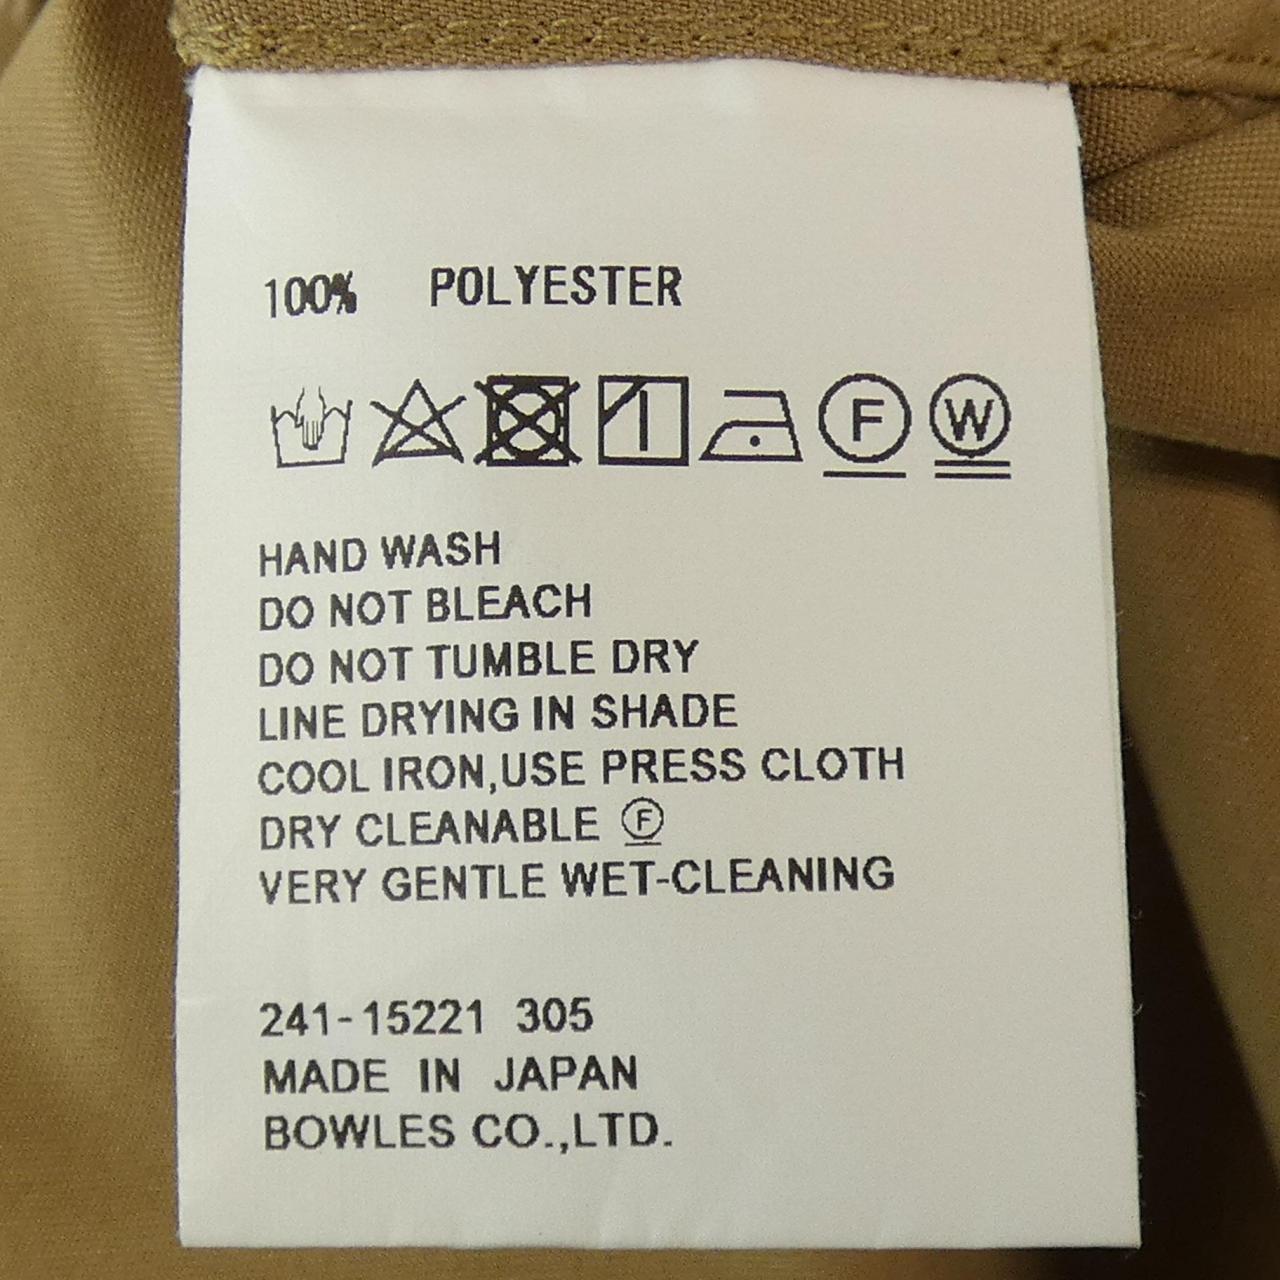 100% POLYESTER
F W
HAND WASH
DO NOT BLEACH
DO NOT TUMBLE DRY
LINE DRYING IN SHADE
COOL IRON,USE PRESS CLOTH
DRY CLEANABLE Ⓕ
VERY GENTLE WET-CLEANING
241-15221 305
MADE IN JAPAN
BOWLES CO.,LTD.